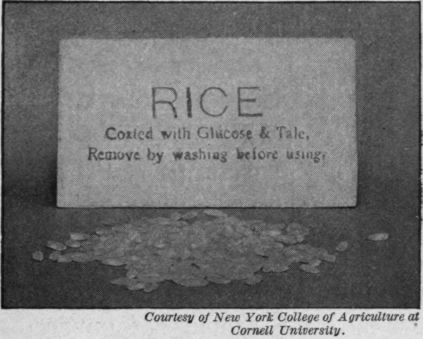 RICE
Coated with Glucose & Talc,
Remove by washing before using.
Courtesy of New York College of Agriculture at
Cornell University.